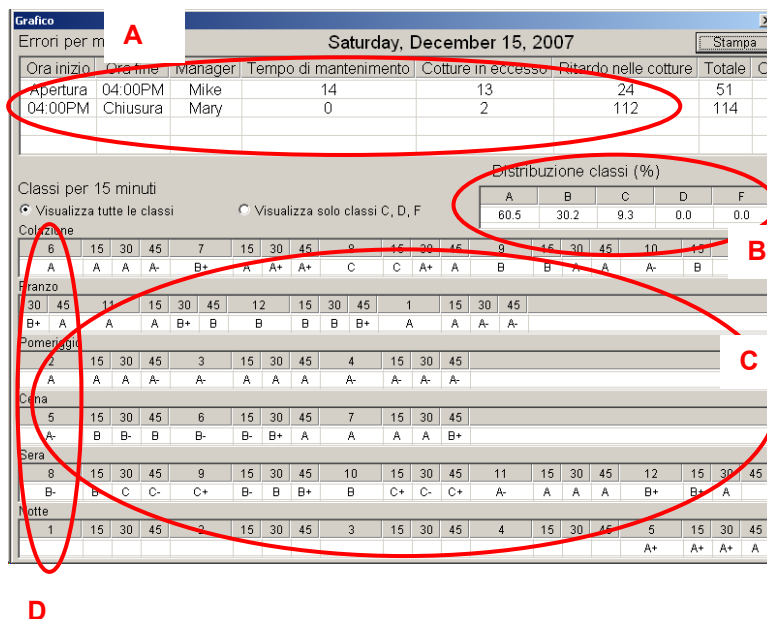 Grafico
Errori per m A Saturday, December 15, 2007 Stampa
Ora inizio Ora fine Manager Tempo di mantenimento Cotture in eccesso Ritardo nelle cotture Totale
Apertura 04:00PM Mike 14 13 24 51
04:00PM Chiusura Mary 0 2 112 114
Distribuzione classi (%)
Classi per 15 minuti
A B C D F
Visualizza tutte le classi Visualizza solo classi C, D, F
60.5 30.2 9.3 0.0 0.0
B
Colazione
6 15 30 45 7 15 30 45 8 15 30 45 9 15 30 45 10 15
A A A A- B+ A A+ A+ C C A+ A B B A A A- B
Pranzo
30 45 11 15 30 45 12 15 30 45 1 15 30 45
B+ A A A B+ B B B B B+ A A A- A-
Pomeriggio
C
2 15 30 45 3 15 30 45 4 15 30 45
A A A A- A- A A A A- A- A- A-
Cena
5 15 30 45 6 15 30 45 7 15 30 45
A- B B- B B- B- B+ A A A A B+
Sera
8 15 30 45 9 15 30 45 10 15 30 45 11 15 30 45 12 15 30 45
B- B C C- C+ B- B B+ B C+ C- C+ A- A A A B+ B+ A
Notte
1 15 30 45 2 15 30 45 3 15 30 45 4 15 30 45 5 15 30 45
A+ A+ A+ A
D